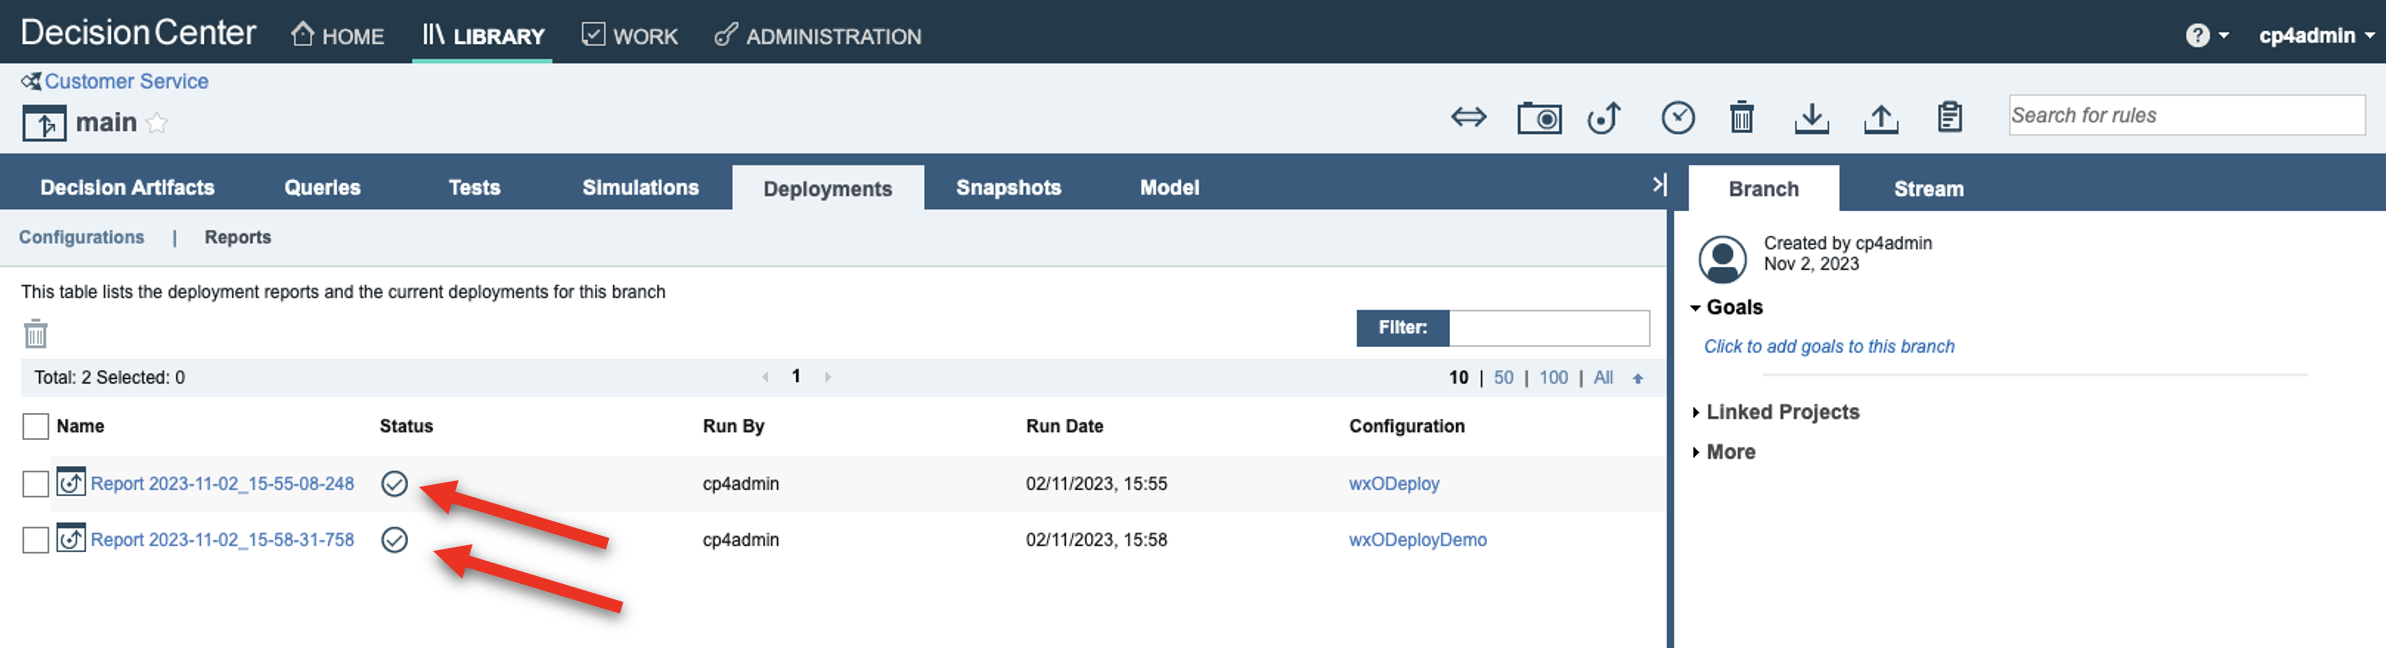 Decision Center HOME LIBRARY WORK ADMINISTRATION ? cp4admin
Customer Service
main
Search for rules
Decision Artifacts Queries Tests Simulations Deployments Snapshots Model
Branch Stream
Configurations | Reports
Created by cp4admin
Nov 2, 2023
This table lists the deployment reports and the current deployments for this branch
Goals
Filter:
Click to add goals to this branch
Total: 2 Selected: 0 1 10 | 50 | 100 | All
Linked Projects
Name Status Run By Run Date Configuration
More
Report 2023-11-02_15-55-08-248 cp4admin 02/11/2023, 15:55 wxODeploy
Report 2023-11-02_15-58-31-758 cp4admin 02/11/2023, 15:58 wxODeployDemo